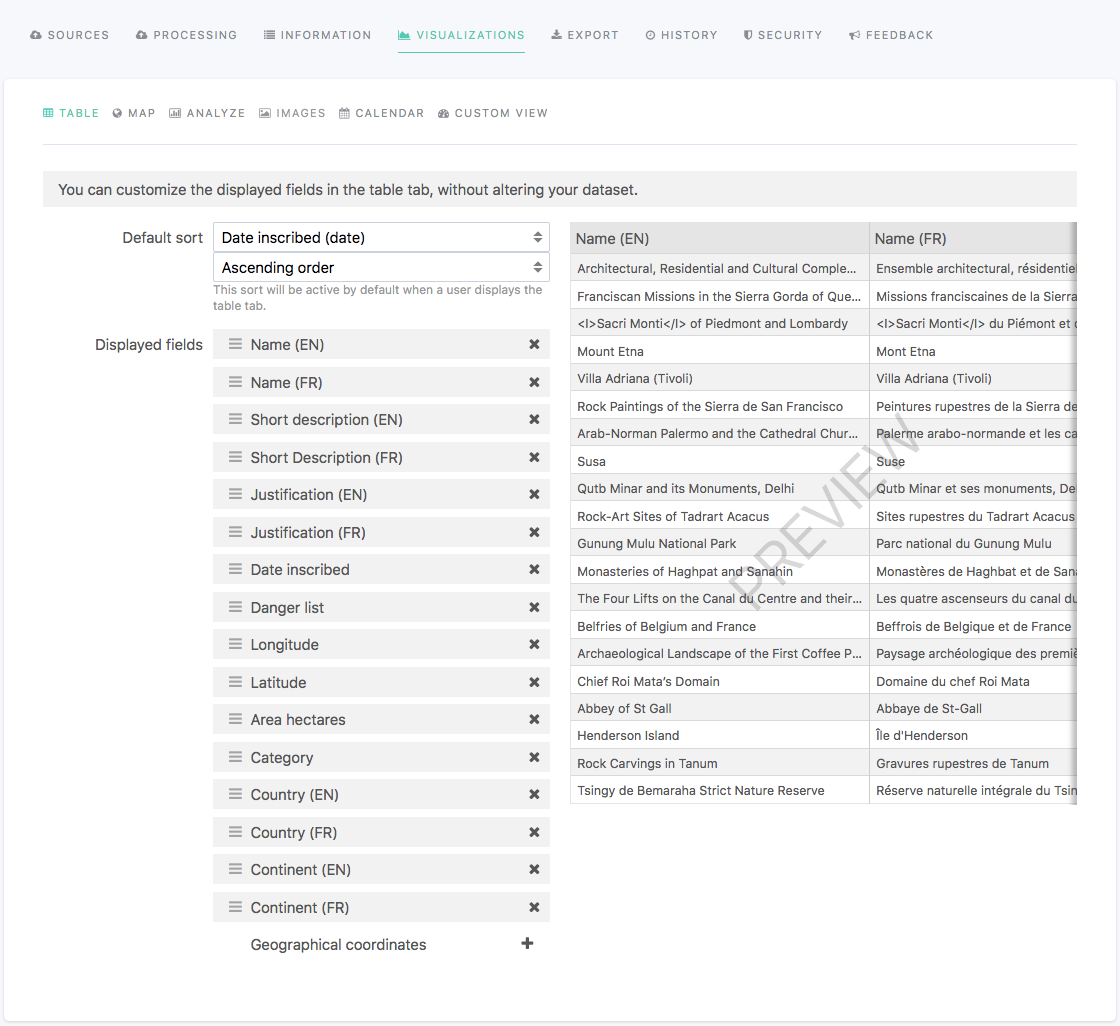 SOURCES PROCESSING INFORMATION VISUALIZATIONS EXPORT HISTORY SECURITY FEEDBACK
TABLE MAP ANALYZE IMAGES CALENDAR CUSTOM VIEW
You can customize the displayed fields in the table tab, without altering your dataset.
Default sort
Date inscribed (date)
Ascending order
This sort will be active by default when a user displays the
table tab.
Displayed fields
Name (EN)
Name (FR)
Short description (EN)
Short Description (FR)
Justification (EN)
Justification (FR)
Date inscribed
Danger list
Longitude
Latitude
Area hectares
Category
Country (EN)
Country (FR)
Continent (EN)
Continent (FR)
Geographical coordinates
Name (EN) Name (FR)
Architectural, Residential and Cultural Comple... Ensemble architectural, résidentiel
Franciscan Missions in the Sierra Gorda of Que... Missions franciscaines de la Sierra
<I>Sacri Monti</I> of Piedmont and Lombardy <I>Sacri Monti</I> du Piémont et
Mount Etna Mont Etna
Villa Adriana (Tivoli) Villa Adriana (Tivoli)
Rock Paintings of the Sierra de San Francisco Peintures rupestres de la Sierra de
Arab-Norman Palermo and the Cathedral Chur... Palerme arabo-normande et les ca
Susa Suse
Qutb Minar and its Monuments, Delhi Qutb Minar et ses monuments, De
Rock-Art Sites of Tadrart Acacus Sites rupestres du Tadrart Acacus
Gunung Mulu National Park Parc national du Gunung Mulu
Monasteries of Haghpat and Sanahin Monastères de Haghbat et de San
The Four Lifts on the Canal du Centre and their... Les quatre ascenseurs du canal du
Belfries of Belgium and France Beffrois de Belgique et de France
Archaeological Landscape of the First Coffee P... Paysage archéologique des premiè
Chief Roi Mata’s Domain Domaine du chef Roi Mata
Abbey of St Gall Abbaye de St-Gall
Henderson Island Île d'Henderson
Rock Carvings in Tanum Gravures rupestres de Tanum
Tsingy de Bemaraha Strict Nature Reserve Réserve naturelle intégrale du Tsin
PREVIEW